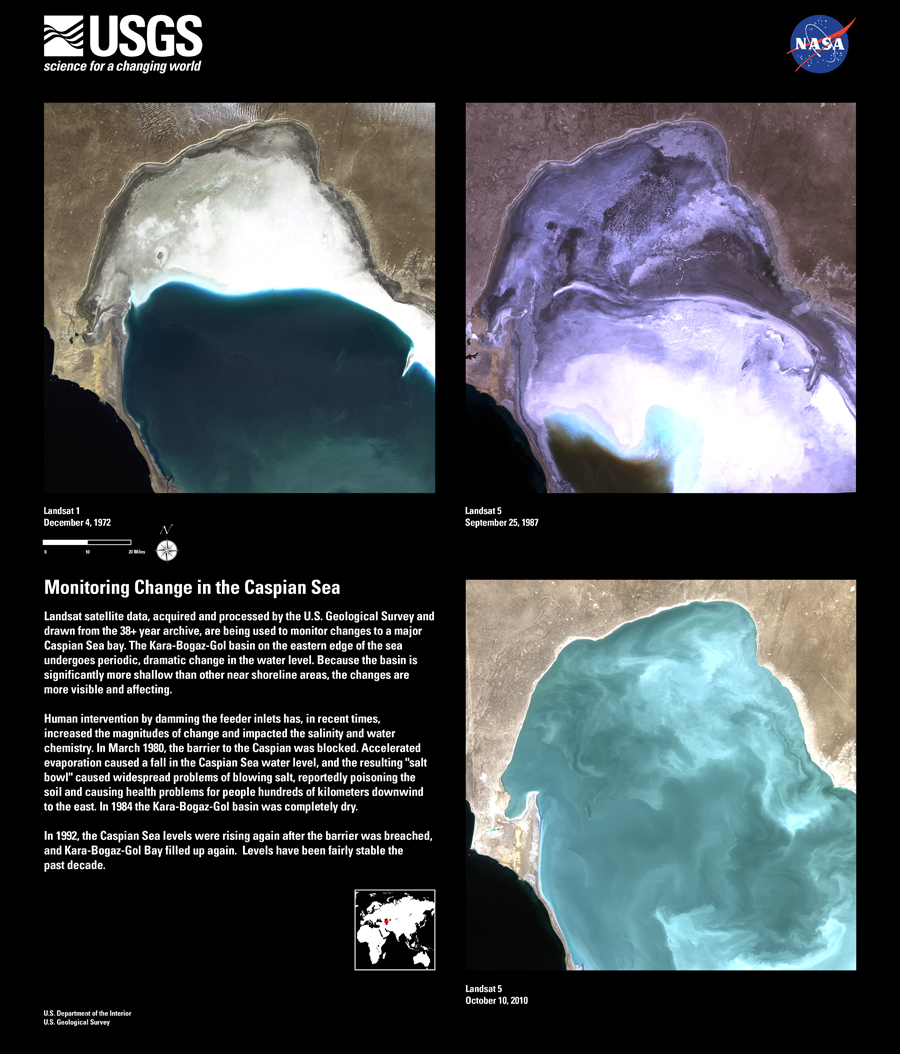 USGS
science for a changing world
NASA
Landsat 1
December 4, 1972
N
0 10 20 Miles
Landsat 5
September 25, 1987
Monitoring Change in the Caspian Sea
Landsat satellite data, acquired and processed by the U.S. Geological Survey and
drawn from the 38+ year archive, are being used to monitor changes to a major
Caspian Sea bay. The Kara-Bogaz-Gol basin on the eastern edge of the sea
undergoes periodic, dramatic change in the water level. Because the basin is
significantly more shallow than other near shoreline areas, the changes are
more visible and affecting.
Human intervention by damming the feeder inlets has, in recent times,
increased the magnitudes of change and impacted the salinity and water
chemistry. In March 1980, the barrier to the Caspian was blocked. Accelerated
evaporation caused a fall in the Caspian Sea water level, and the resulting "salt
bowl" caused widespread problems of blowing salt, reportedly poisoning the
soil and causing health problems for people hundreds of kilometers downwind
to the east. In 1984 the Kara-Bogaz-Gol basin was completely dry.
In 1992, the Caspian Sea levels were rising again after the barrier was breached,
and Kara-Bogaz-Gol Bay filled up again. Levels have been fairly stable the
past decade.
Landsat 5
October 10, 2010
U.S. Department of the Interior
U.S. Geological Survey